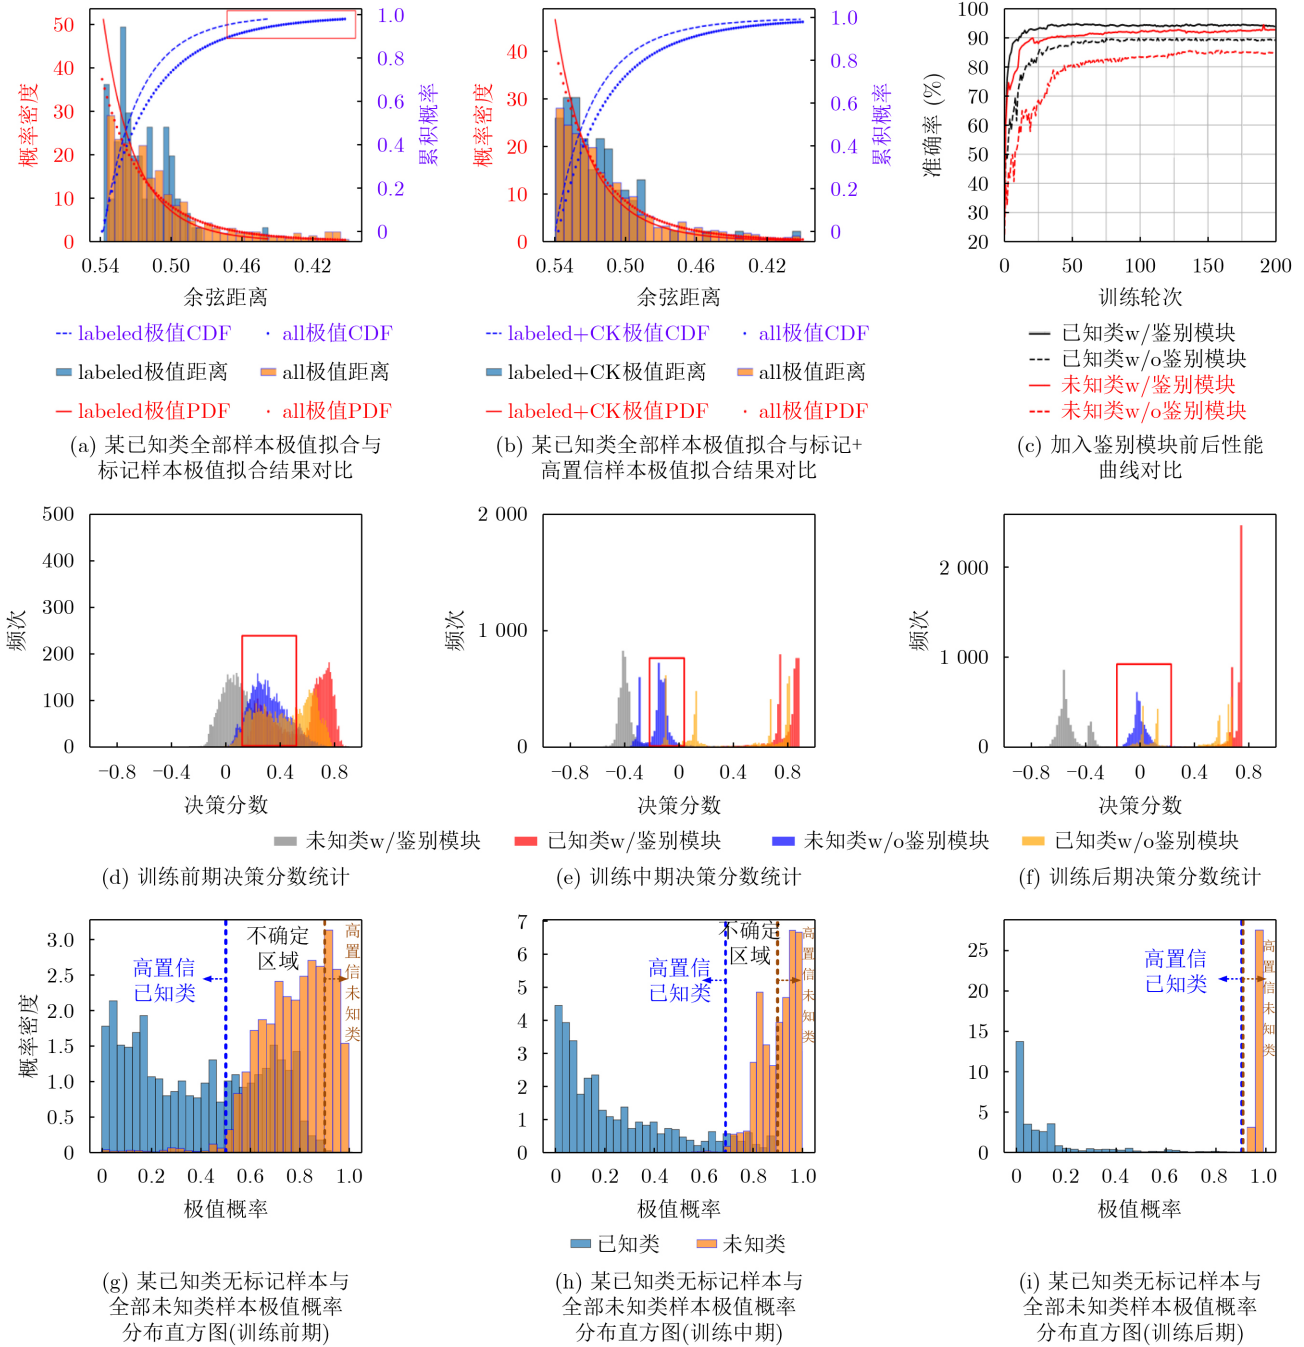 概率密度
50
40
30
20
10
0
1.0
0.8
0.6
0.4
0.2
0
累积概率
0.54 0.50 0.46 0.42
余弦距离
labeled极值CDF all极值CDF
labeled极值距离 all极值距离
labeled极值PDF all极值PDF
(a) 某已知类全部样本极值拟合与
标记样本极值拟合结果对比
概率密度
40
30
20
10
0
1.0
0.8
0.6
0.4
0.2
0
累积概率
0.54 0.50 0.46 0.42
余弦距离
labeled+CK极值CDF all极值CDF
labeled+CK极值距离 all极值距离
labeled+CK极值PDF all极值PDF
(b) 某已知类全部样本极值拟合与标记+
高置信样本极值拟合结果对比
准确率 (%)
100
90
80
70
60
50
40
30
20
0 50 100 150 200
训练轮次
已知类w/鉴别模块
已知类w/o鉴别模块
未知类w/鉴别模块
未知类w/o鉴别模块
(c) 加入鉴别模块前后性能
曲线对比
频次
500
400
300
200
100
0
−0.8 −0.4 0 0.4 0.8
决策分数
频次
2 000
1 000
0
−0.8 −0.4 0 0.4 0.8
决策分数
频次
2 000
1 000
0
−0.8 −0.4 0 0.4 0.8
决策分数
未知类w/鉴别模块 已知类w/鉴别模块 未知类w/o鉴别模块 已知类w/o鉴别模块
(d) 训练前期决策分数统计
(e) 训练中期决策分数统计
(f) 训练后期决策分数统计
概率密度
3.0
2.5
2.0
1.5
1.0
0.5
0
高置信
已知类
不确定
区域
高置信未知类
0 0.2 0.4 0.6 0.8 1.0
极值概率
7
6
5
4
3
2
1
0
高置信
已知类
不确定
区域
高置信未知类
0 0.2 0.4 0.6 0.8 1.0
极值概率
25
20
15
10
5
0
高置信
已知类
高置信未知类
0 0.2 0.4 0.6 0.8 1.0
极值概率
已知类 未知类
(g) 某已知类无标记样本与
全部未知类样本极值概率
分布直方图(训练前期)
(h) 某已知类无标记样本与
全部未知类样本极值概率
分布直方图(训练中期)
(i) 某已知类无标记样本与
全部未知类样本极值概率
分布直方图(训练后期)